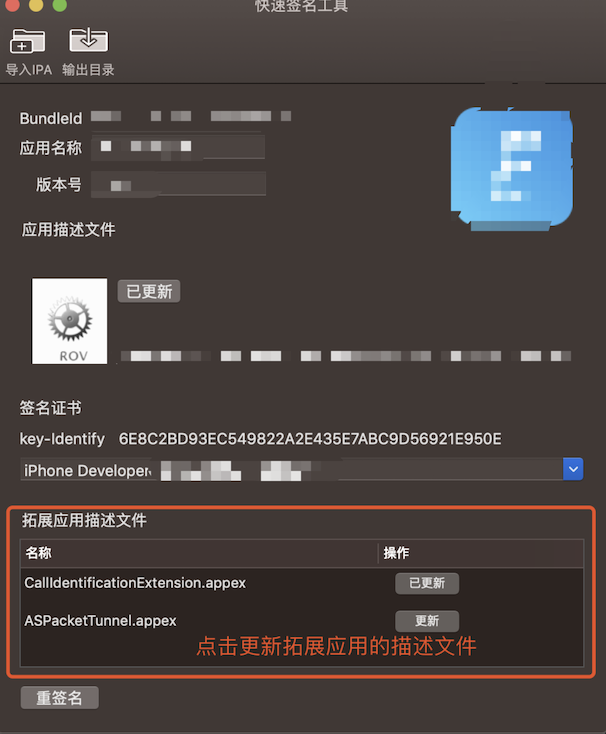 快速签名工具
导入IPA 输出目录
BundleId
应用名称
版本号
应用描述文件
已更新
ROV
签名证书
key-Identify 6E8C2BD93EC549822A2E435E7ABC9D56921E950E
iPhone Developer
拓展应用描述文件
名称 操作
CallIdentificationExtension.appex 已更新
ASPacketTunnel.appex 更新
点击更新拓展应用的描述文件
重签名